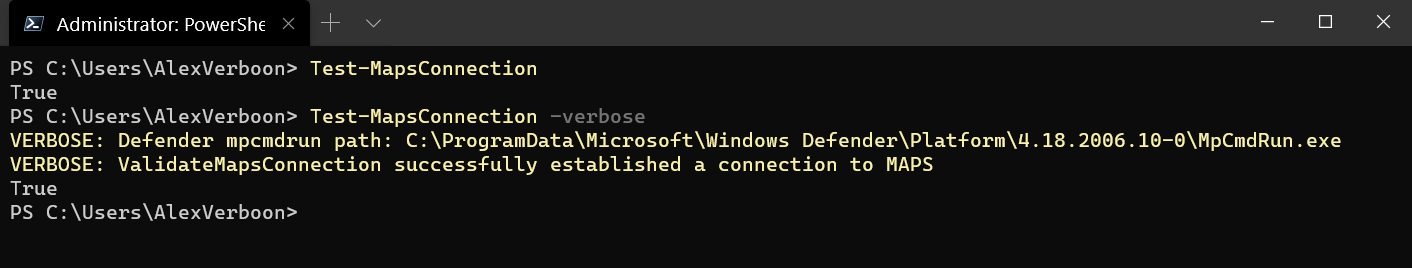 Administrator: PowerShe
PS C:\Users\AlexVerboon> Test-MapsConnection
True
PS C:\Users\AlexVerboon> Test-MapsConnection -verbose
VERBOSE: Defender mpcmdrun path: C:\ProgramData\Microsoft\Windows Defender\Platform\4.18.2006.10-0\MpCmdRun.exe
VERBOSE: ValidateMapsConnection successfully established a connection to MAPS
True
PS C:\Users\AlexVerboon>